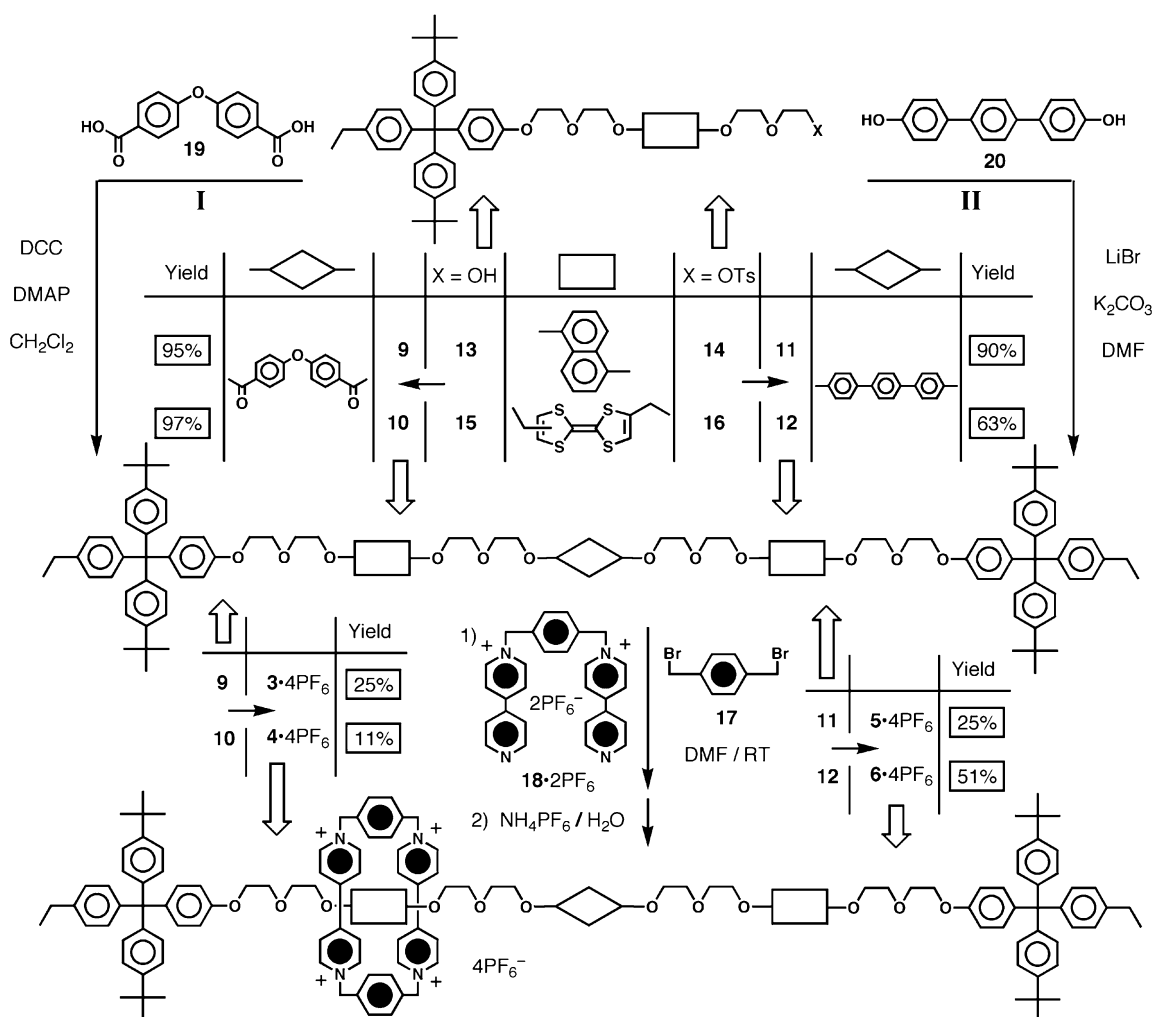 HO
O
O
O
OH
19
O
O
O
O
O
X
HO
OH
20
I
II
DCC
DMAP
CH2Cl2
LiBr
K2CO3
DMF
Yield
X = OH
X = OTs
Yield
95%
9
13
14
11
90%
O
O
O
97%
10
15
S
S
S
S
16
12
63%
O
O
O
O
O
O
O
O
O
O
O
O
Yield
9
3•4PF6
25%
10
4•4PF6
11%
1)
+
N
N
+
2PF6–
N
N
18•2PF6
Br
Br
17
DMF / RT
Yield
11
5•4PF6
25%
12
6•4PF6
51%
2) NH4PF6 / H2O
+
N
N
+
O
O
O
O
O
O
O
O
O
O
O
O
+
N
N
+
4PF6–